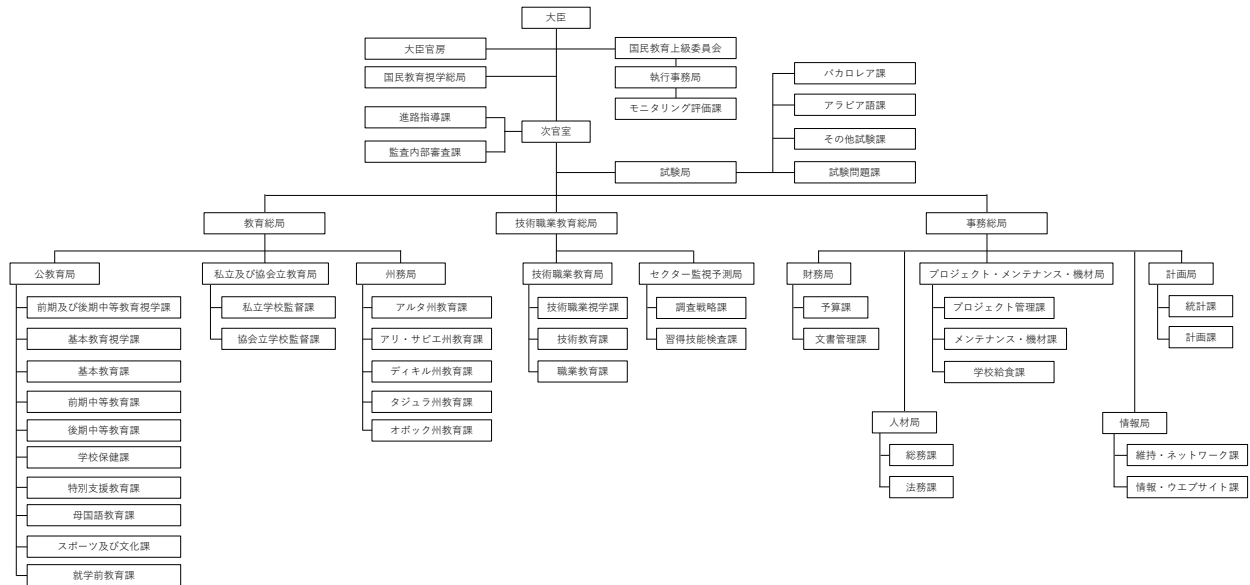 大臣
大臣官房
国民教育上級委員会
国民教育視学総局
執行事務局
モニタリング評価課
バカロレア課
アラビア語課
その他試験課
試験問題課
進路指導課
次官室
監査内部審査課
試験局
教育総局
技術職業教育総局
事務総局
公教育局
前期及び後期中等教育視学課
基本教育視学課
基本教育課
前期中等教育課
後期中等教育課
学校保健課
特別支援教育課
母国語教育課
スポーツ及び文化課
就学前教育課
私立及び協会立教育局
私立学校監督課
協会立学校監督課
州務局
アルタ州教育課
アリ・サビエ州教育課
ディキル州教育課
タジュラ州教育課
オボック州教育課
技術職業教育局
技術職業視学課
技術教育課
職業教育課
セクター監視予測局
調査戦略課
習得技能検査課
財務局
予算課
文書管理課
プロジェクト・メンテナンス・機材局
プロジェクト管理課
メンテナンス・機材課
学校給食課
計画局
統計課
計画課
人材局
総務課
法務課
情報局
維持・ネットワーク課
情報・ウエブサイト課